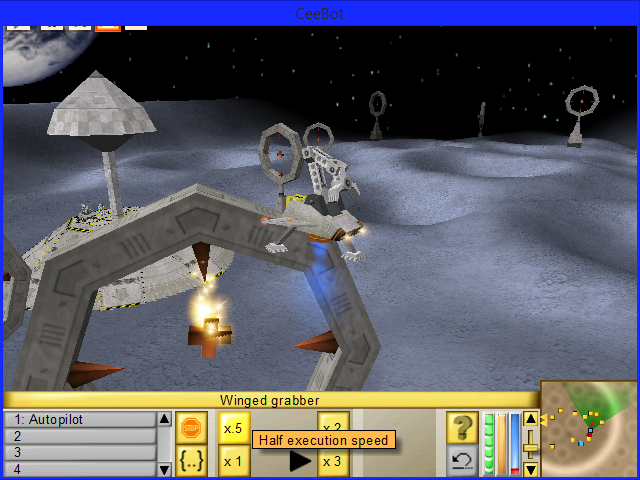 CeeBot
Winged grabber
1: Autopilot
2
3
4
STOP
{..}
x.5
x 2
Half execution speed
x 1
x 3
?